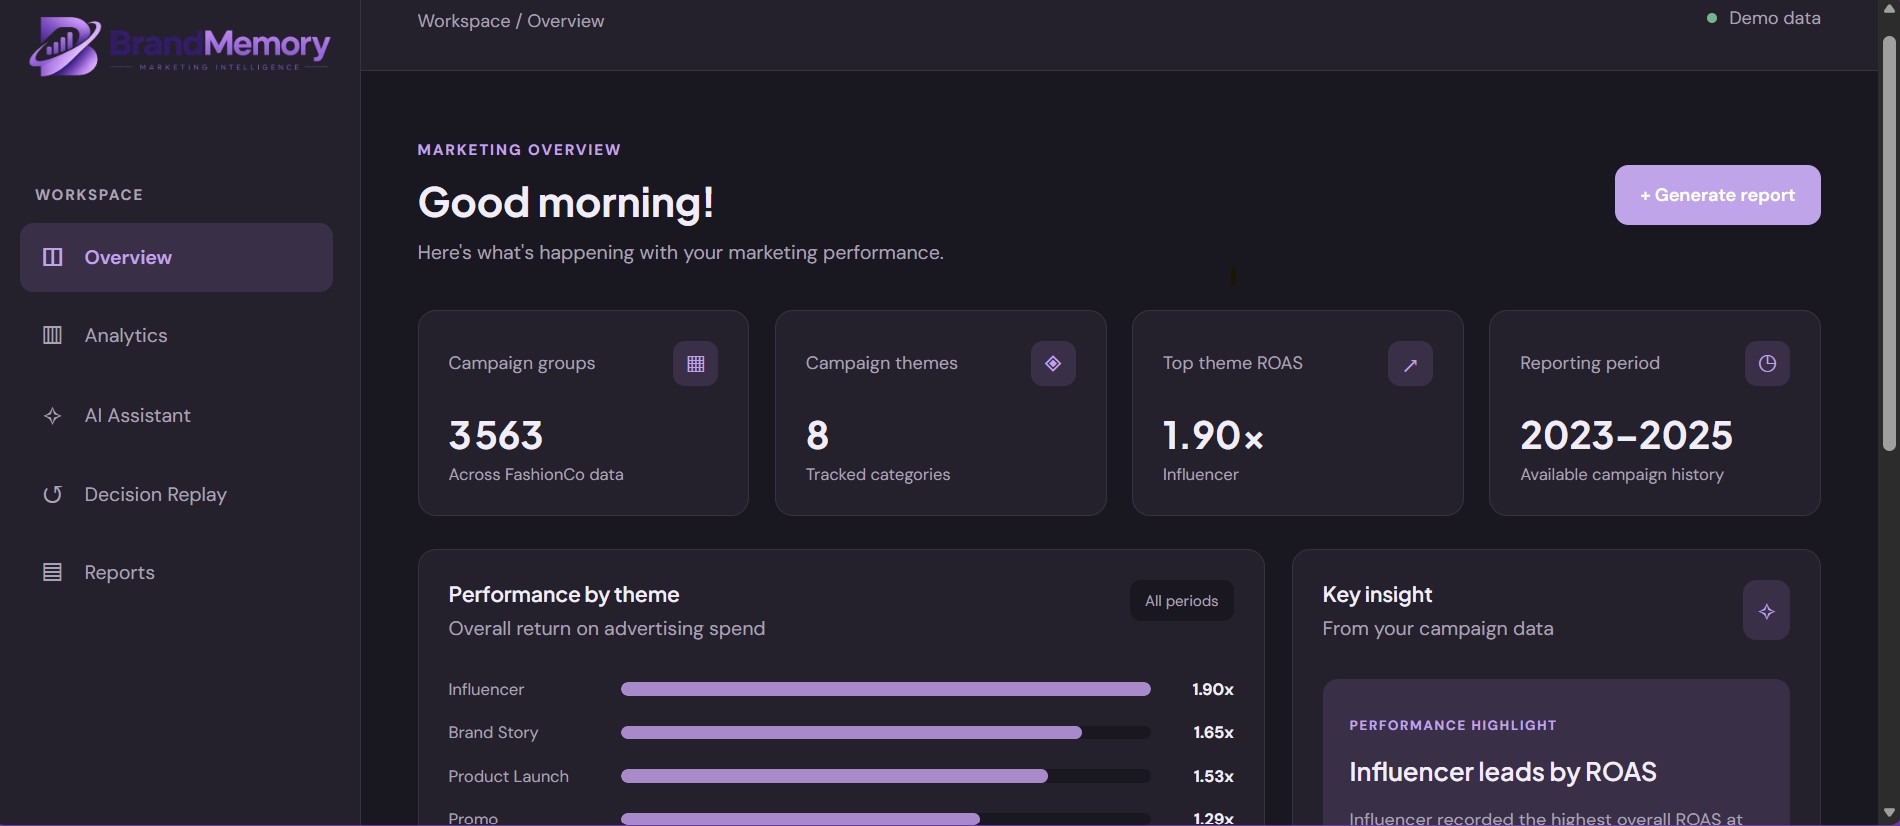 BrandMemory
MARKETING INTELLIGENCE
WORKSPACE
Overview
Analytics
AI Assistant
Decision Replay
Reports
Workspace / Overview
Demo data
MARKETING OVERVIEW
Good morning!
Here's what's happening with your marketing performance.
+ Generate report
Campaign groups
3 563
Across FashionCo data
Campaign themes
8
Tracked categories
Top theme ROAS
1.90×
Influencer
Reporting period
2023–2025
Available campaign history
Performance by theme
Overall return on advertising spend
All periods
Influencer 1.90x
Brand Story 1.65x
Product Launch 1.53x
Promo 1.29x
Key insight
From your campaign data
PERFORMANCE HIGHLIGHT
Influencer leads by ROAS
Influencer recorded the highest overall ROAS at